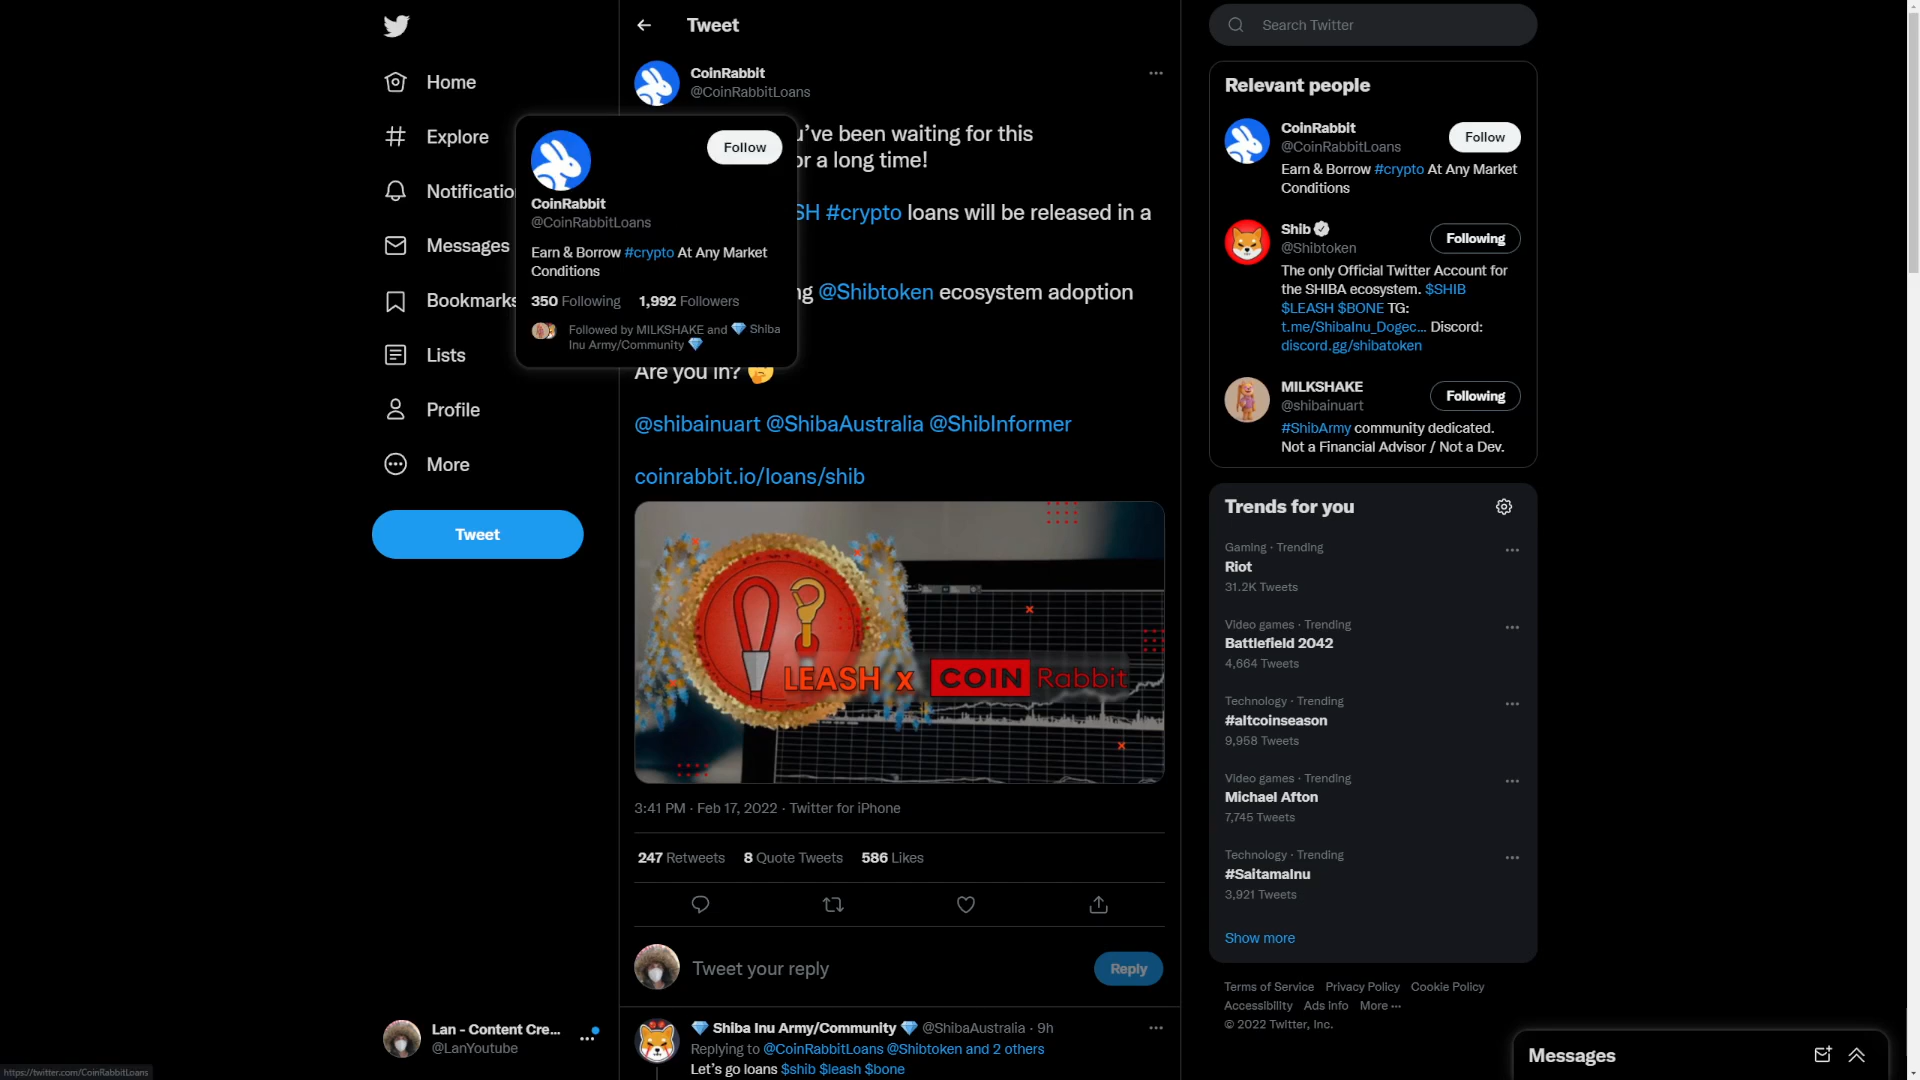 Home
Explore
Notificatio
Messages
Bookmarks
Lists
Profile
More
Tweet
Lan - Content Cre...
@LanYoutube
https://twitter.com/CoinRabbitLoans
Tweet
CoinRabbit
@CoinRabbitLoans
u've been waiting for this
or a long time!
SH #crypto loans will be released in a
ng @Shibtoken ecosystem adoption
Are you in?
@shibainuart @ShibaAustralia @ShibInformer
coinrabbit.io/loans/shib
Follow
CoinRabbit
@CoinRabbitLoans
Earn & Borrow #crypto At Any Market
Conditions
350 Following 1,992 Followers
Followed by MILKSHAKE and 💎 Shiba
Inu Army/Community 💎
LEASH x COIN Rabbit
3:41 PM · Feb 17, 2022 · Twitter for iPhone
247 Retweets 8 Quote Tweets 586 Likes
Tweet your reply
Reply
💎 Shiba Inu Army/Community 💎 @ShibaAustralia · 9h
Replying to @CoinRabbitLoans @Shibtoken and 2 others
Let's go loans $shib $leash $bone
Search Twitter
Relevant people
CoinRabbit
@CoinRabbitLoans
Follow
Earn & Borrow #crypto At Any Market
Conditions
Shib
@Shibtoken
Following
The only Official Twitter Account for
the SHIBA ecosystem. $SHIB
$LEASH $BONE TG:
t.me/ShibaInu_Dogec... Discord:
discord.gg/shibatoken
MILKSHAKE
@shibainuart
Following
#ShibArmy community dedicated.
Not a Financial Advisor / Not a Dev.
Trends for you
Gaming · Trending
Riot
31.2K Tweets
Video games · Trending
Battlefield 2042
4,664 Tweets
Technology · Trending
#altcoinseason
9,958 Tweets
Video games · Trending
Michael Afton
7,745 Tweets
Technology · Trending
#SaitamaInu
3,921 Tweets
Show more
Terms of Service Privacy Policy Cookie Policy
Accessibility Ads info More ···
© 2022 Twitter, Inc.
Messages